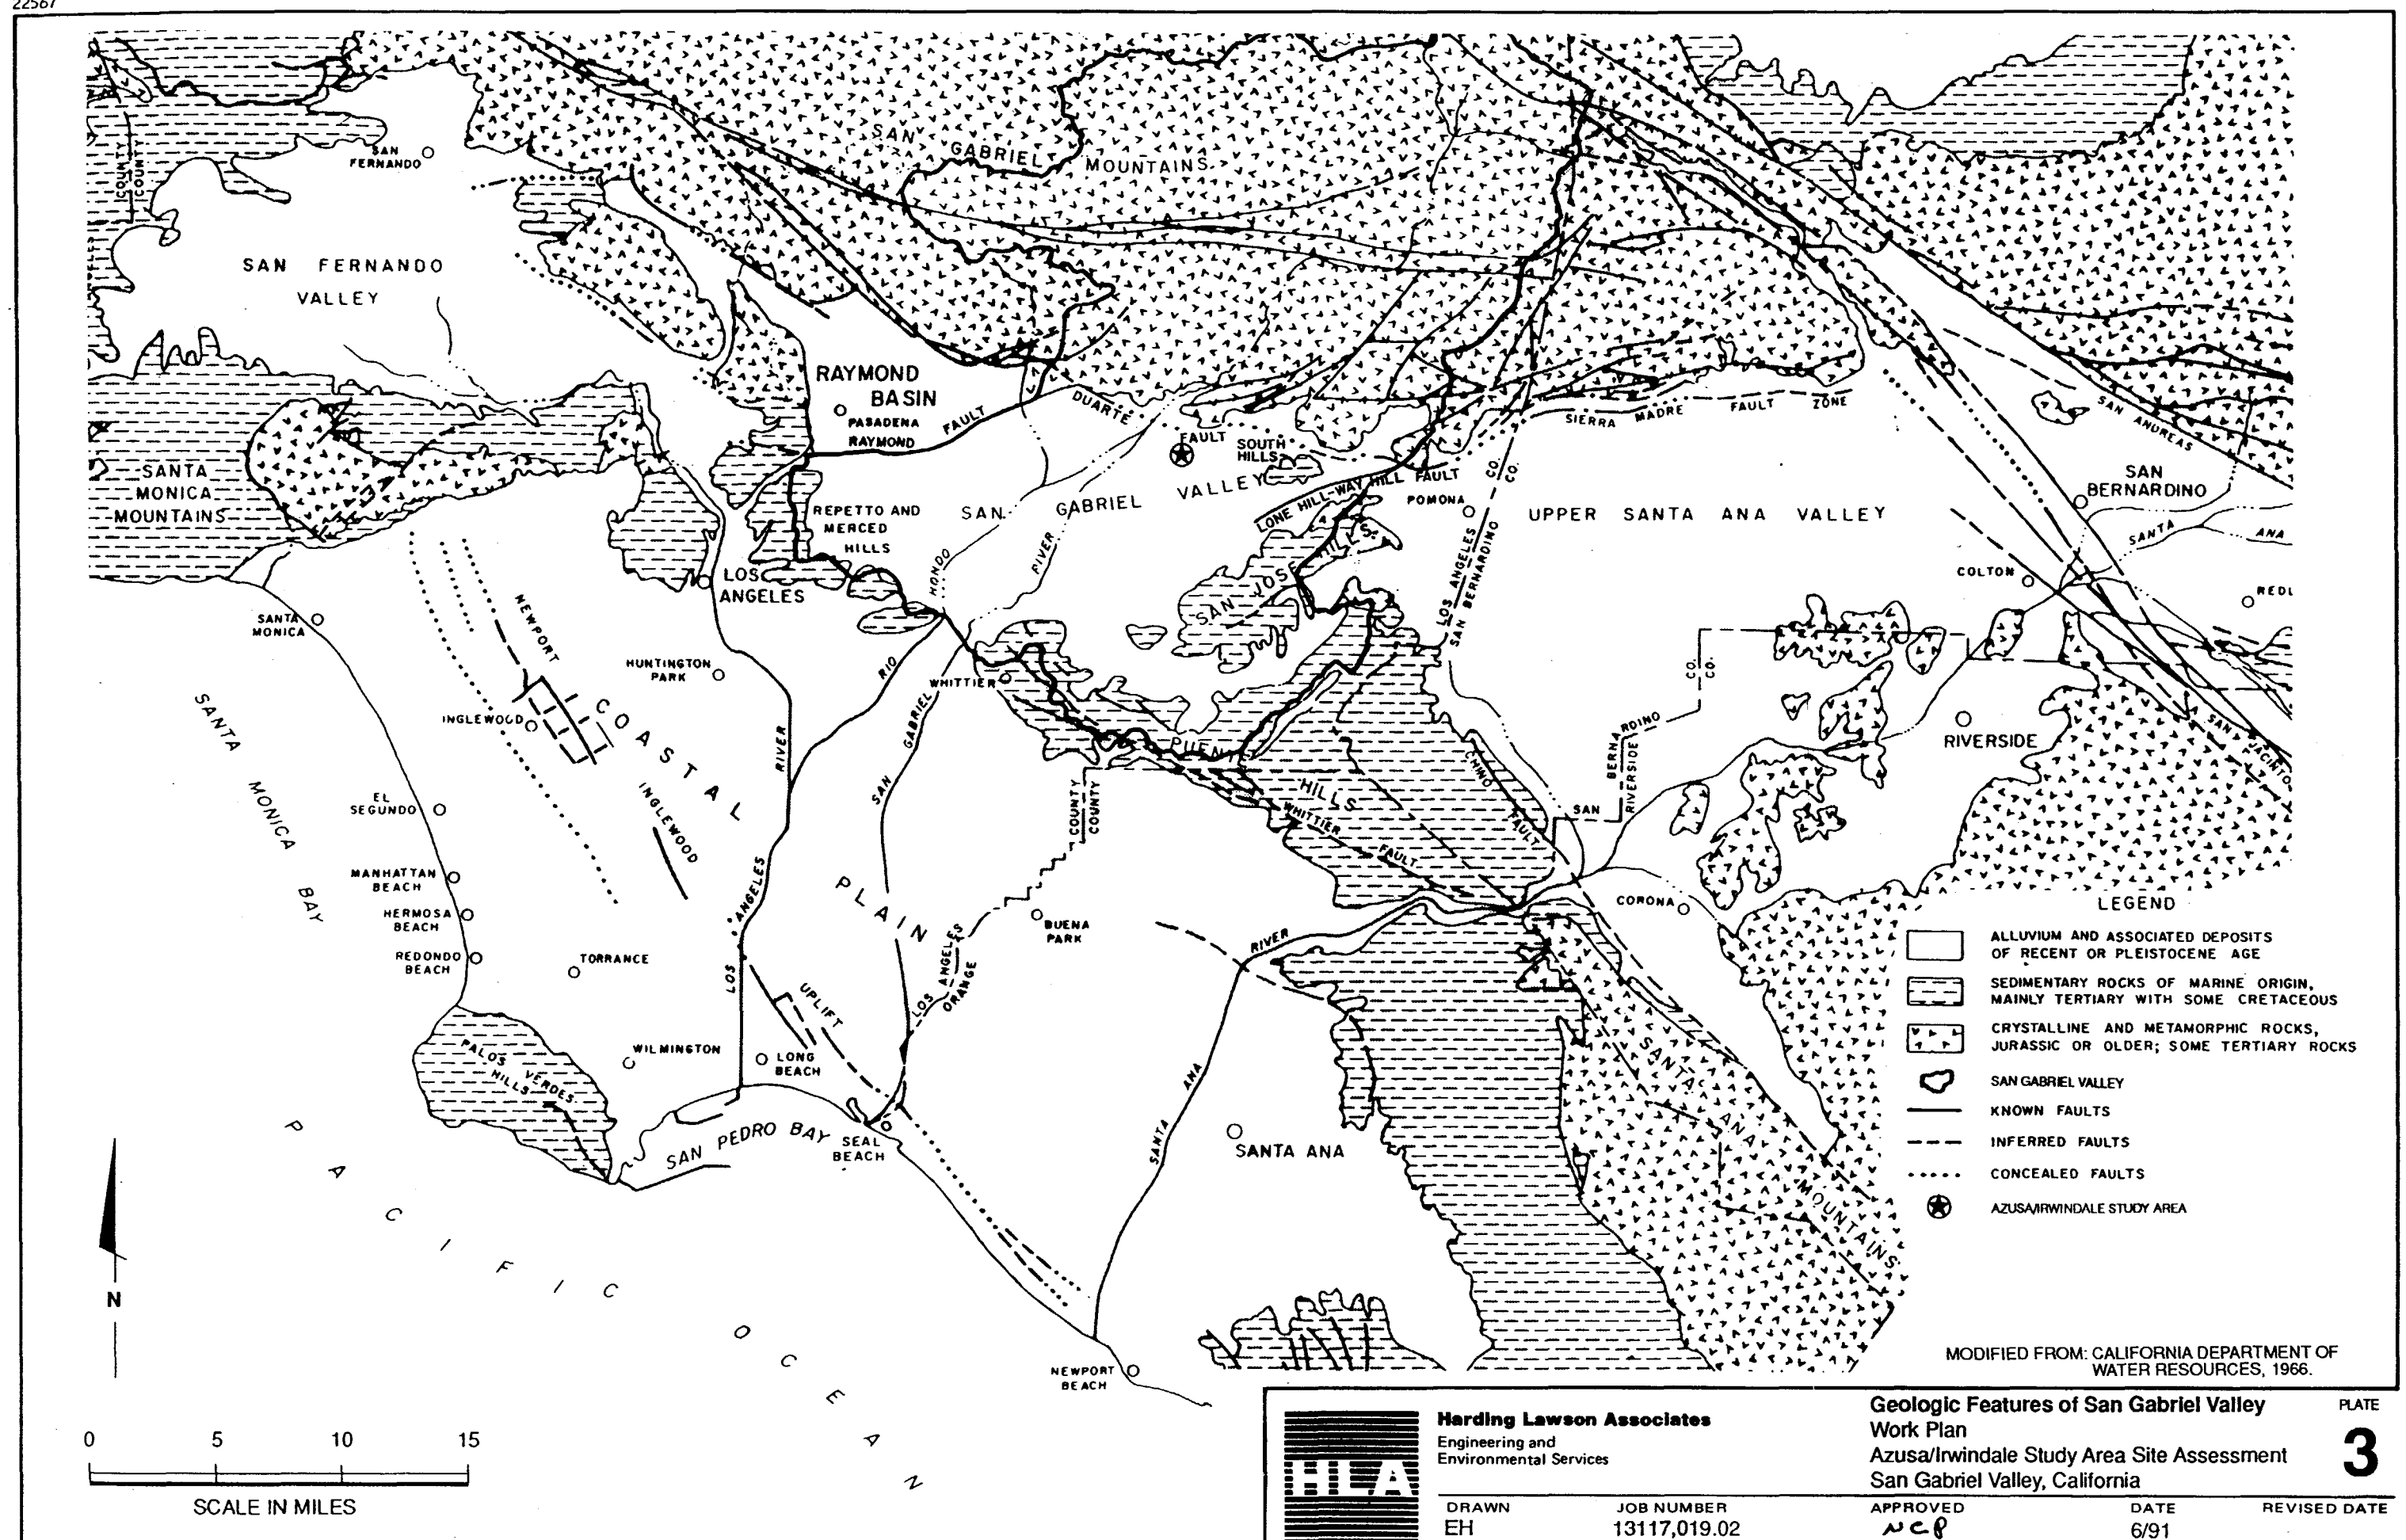 22567
SAN
GABRIEL
MOUNTAINS
COUNTY
COUNTY
SAN
FERNANDO
SAN FERNANDO
VALLEY
RAYMOND
BASIN
PASADENA
RAYMOND
FAULT
L. A.
DUARTE
FAULT
SOUTH
HILLS
SIERRA MADRE FAULT ZONE
SAN ANDREAS
SANTA
MONICA
MOUNTAINS
REPETTO AND
MERCED
HILLS
SAN GABRIEL VALLEY
LONE HILL-WAY HILL FAULT
POMONA
CO.
CO.
UPPER SANTA ANA VALLEY
SAN
BERNARDINO
SANTA ANA
COLTON
REDL
LOS
ANGELES
HONDO
RIVER
SAN JOSE HILLS
LOS ANGELES
SAN BERNARDINO
SANTA
MONICA
NEWPORT
HUNTINGTON
PARK
RIO
WHITTIER
CO.
CO.
INGLEWOOD
COASTAL
RIVER
GABRIEL
SAN
PUENTE
HILLS
CHINO
FAULT
BERNARDINO
RIVERSIDE
SAN
RIVERSIDE
SAN JACINTO
SANTA
MONICA
BAY
EL
SEGUNDO
INGLEWOOD
COUNTY
COUNTY
WHITTIER
FAULT
MANHATTAN
BEACH
HERMOSA
BEACH
REDONDO
BEACH
TORRANCE
ANGELES
LOS
PLAIN
BUENA
PARK
RIVER
CORONA
LOS ANGELES
ORANGE
UPLIFT
PALOS VERDES
HILLS
WILMINGTON
LONG
BEACH
SAN PEDRO BAY
SEAL
BEACH
ANA
SANTA
SANTA ANA
SANTA
ANA
MOUNTAINS
PACIFIC
OCEAN
NEWPORT
BEACH
LEGEND
ALLUVIUM AND ASSOCIATED DEPOSITS
OF RECENT OR PLEISTOCENE AGE
SEDIMENTARY ROCKS OF MARINE ORIGIN,
MAINLY TERTIARY WITH SOME CRETACEOUS
CRYSTALLINE AND METAMORPHIC ROCKS,
JURASSIC OR OLDER; SOME TERTIARY ROCKS
SAN GABRIEL VALLEY
KNOWN FAULTS
INFERRED FAULTS
CONCEALED FAULTS
AZUSA/IRWINDALE STUDY AREA
N
0 5 10 15
SCALE IN MILES
MODIFIED FROM: CALIFORNIA DEPARTMENT OF
WATER RESOURCES, 1966.
HLA
Harding Lawson Associates
Engineering and
Environmental Services
Geologic Features of San Gabriel Valley
Work Plan
Azusa/Irwindale Study Area Site Assessment
San Gabriel Valley, California
PLATE
3
DRAWN
EH
JOB NUMBER
13117,019.02
APPROVED
NCP
DATE
6/91
REVISED DATE